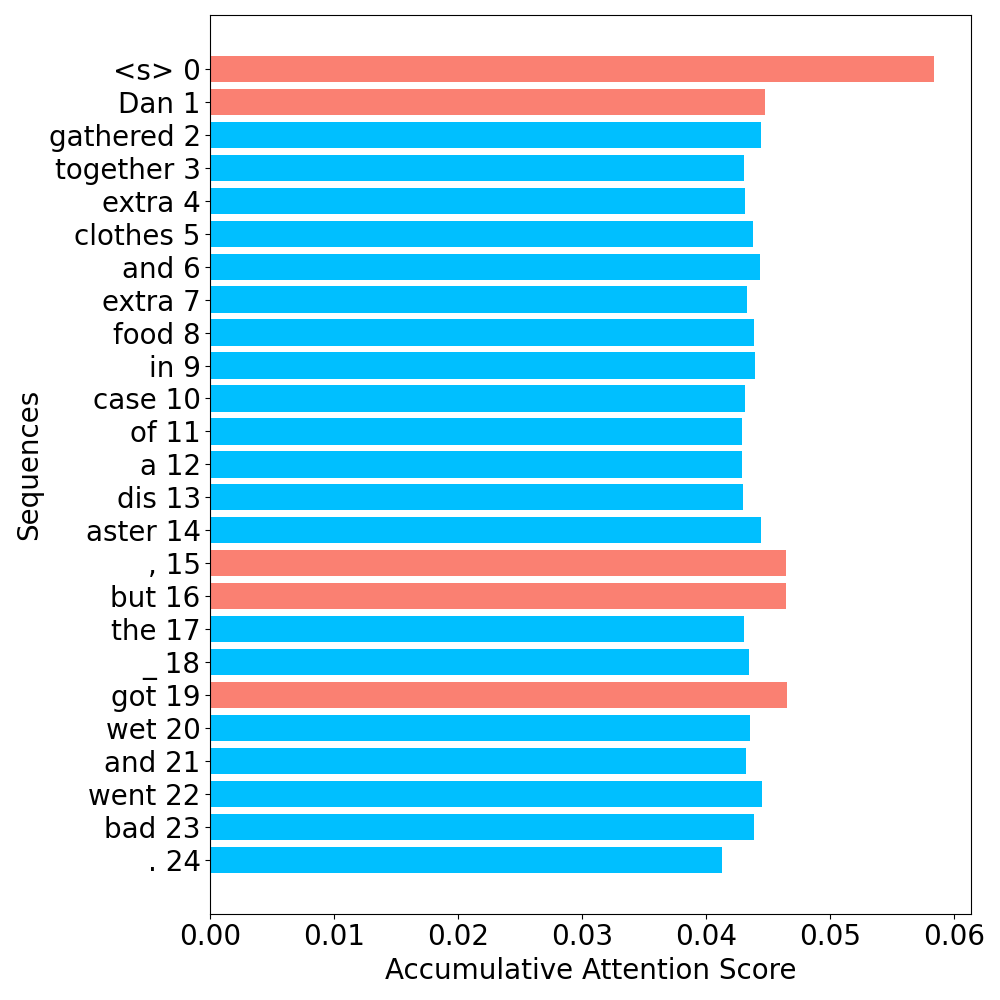 <s> 0
Dan 1
gathered 2
together 3
extra 4
clothes 5
and 6
extra 7
food 8
in 9
case 10
of 11
a 12
dis 13
aster 14
, 15
but 16
the 17
_ 18
got 19
wet 20
and 21
went 22
bad 23
. 24
Sequences
0.00 0.01 0.02 0.03 0.04 0.05 0.06
Accumulative Attention Score